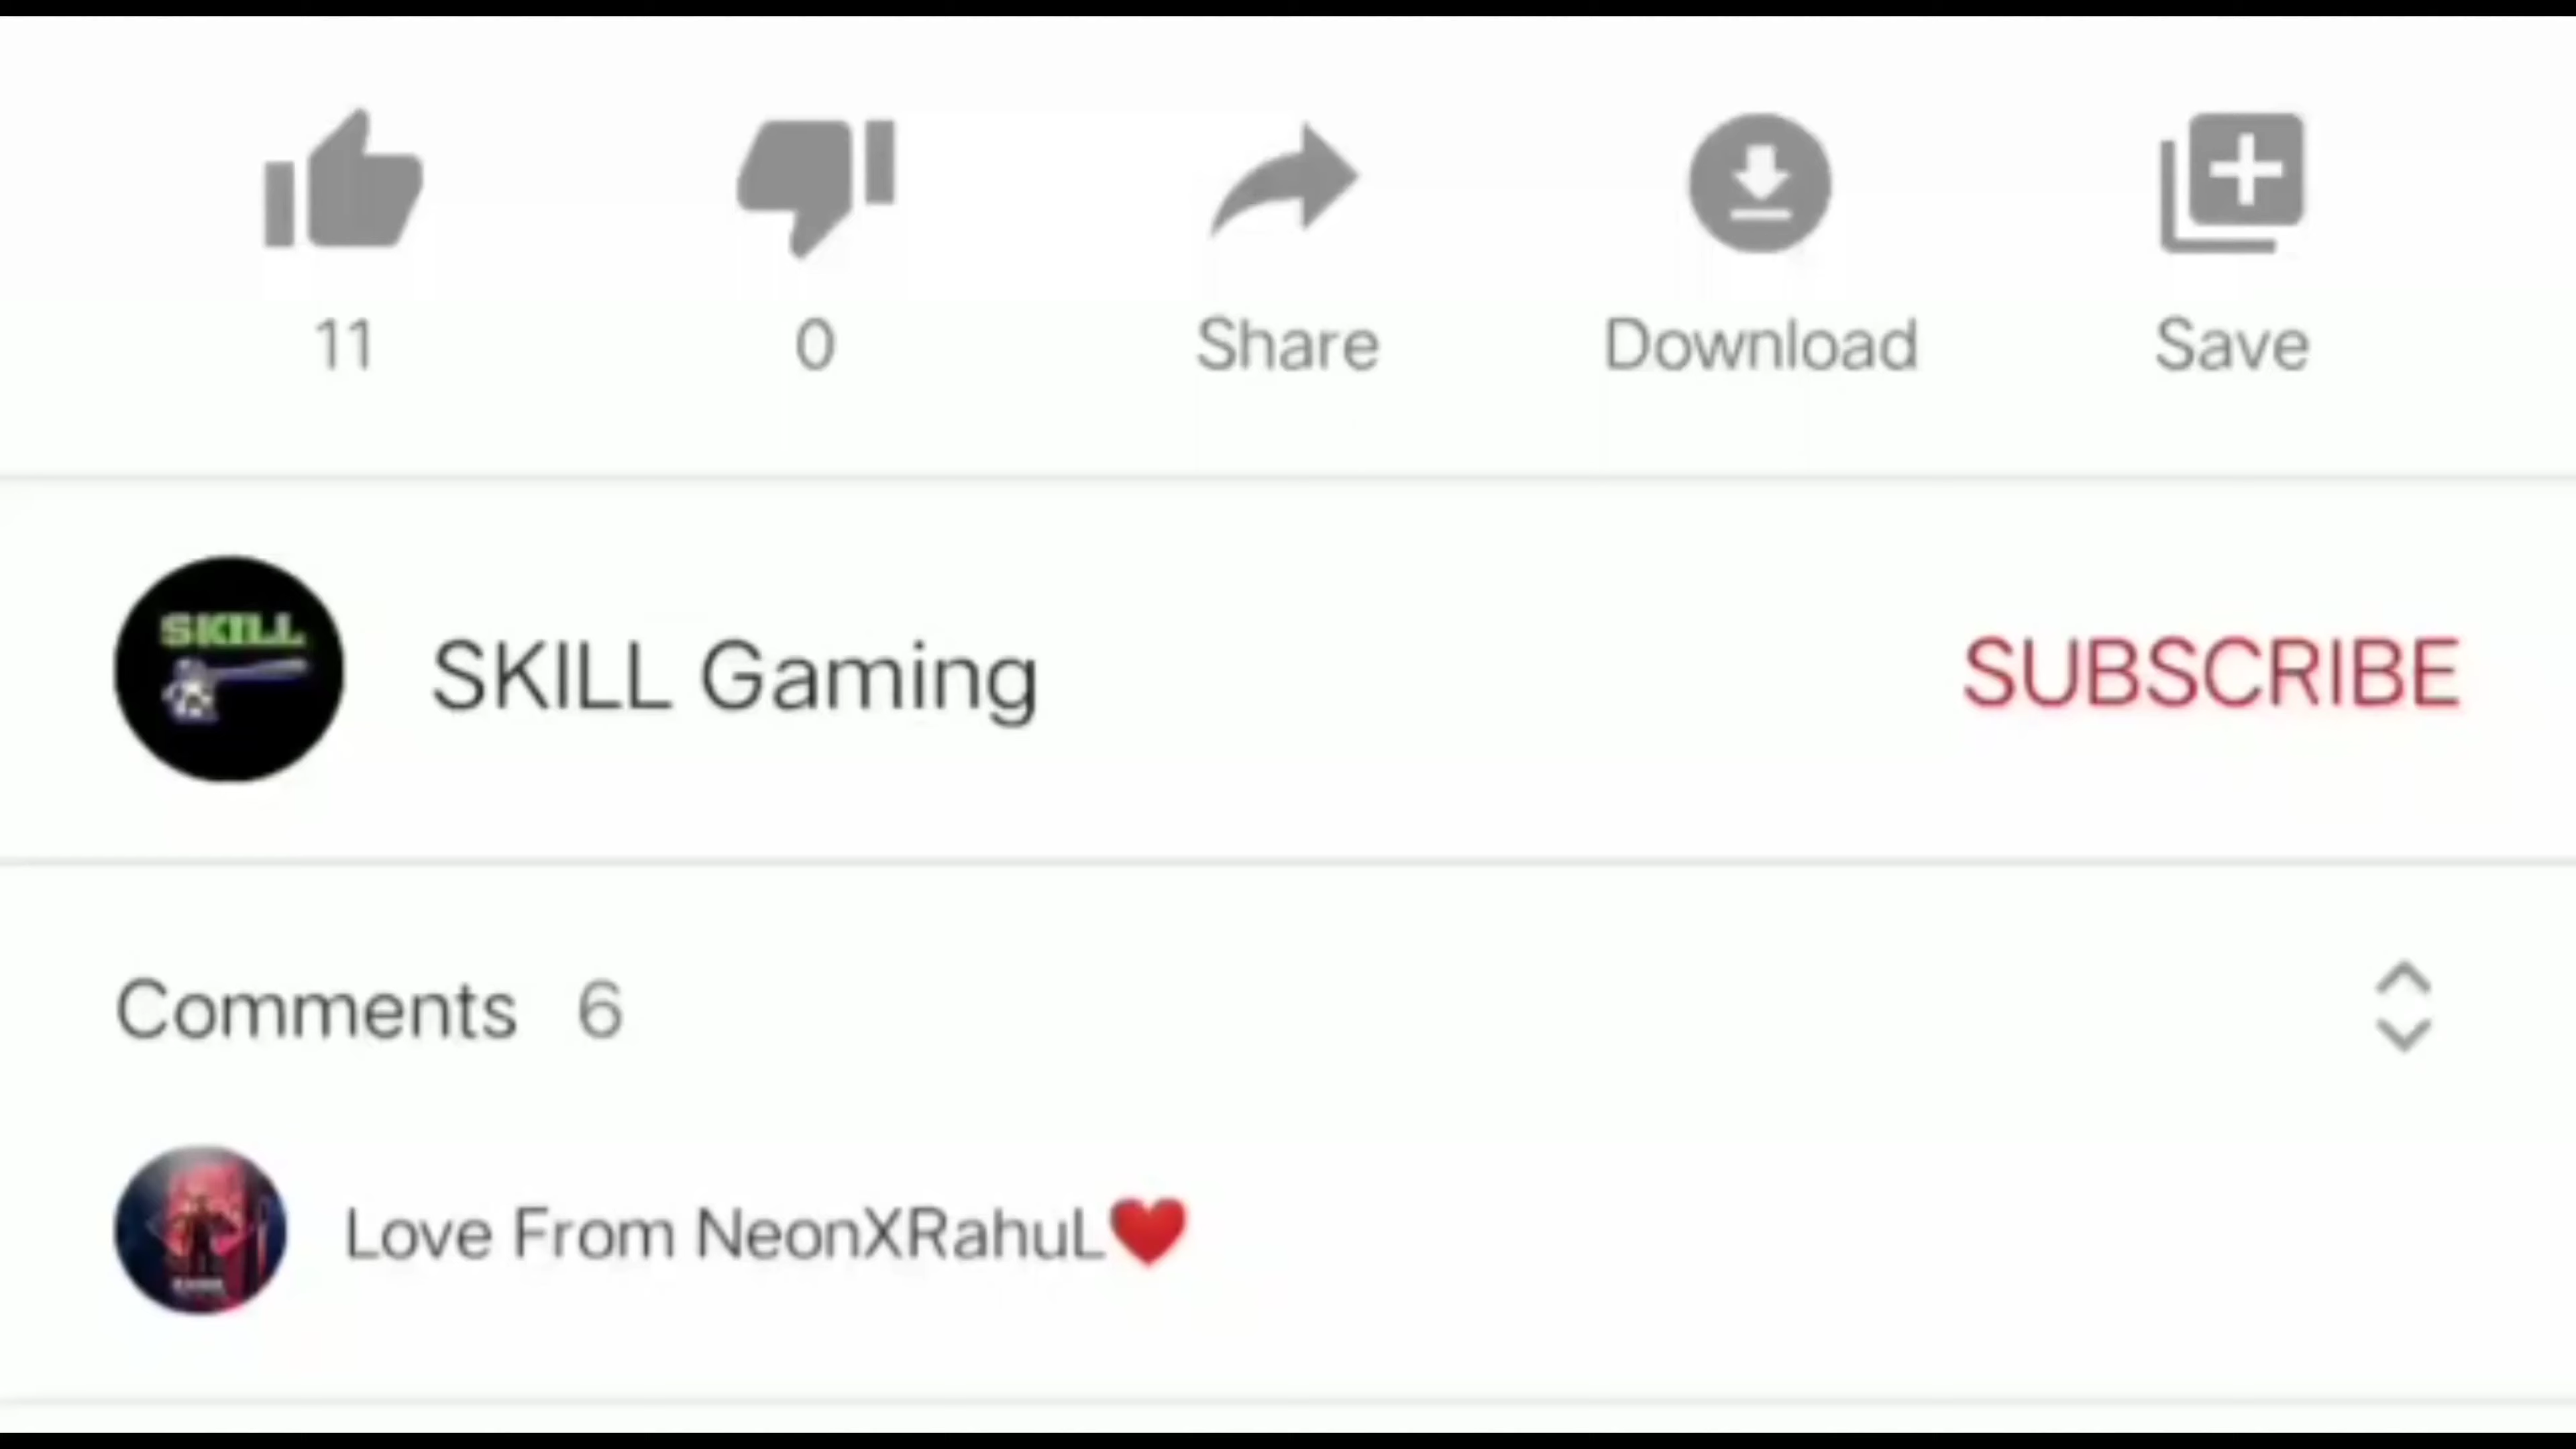 11
0
Share
Download
Save
SKILL
SKILL Gaming
SUBSCRIBE
Comments 6
Love From NeonXRahuL❤️